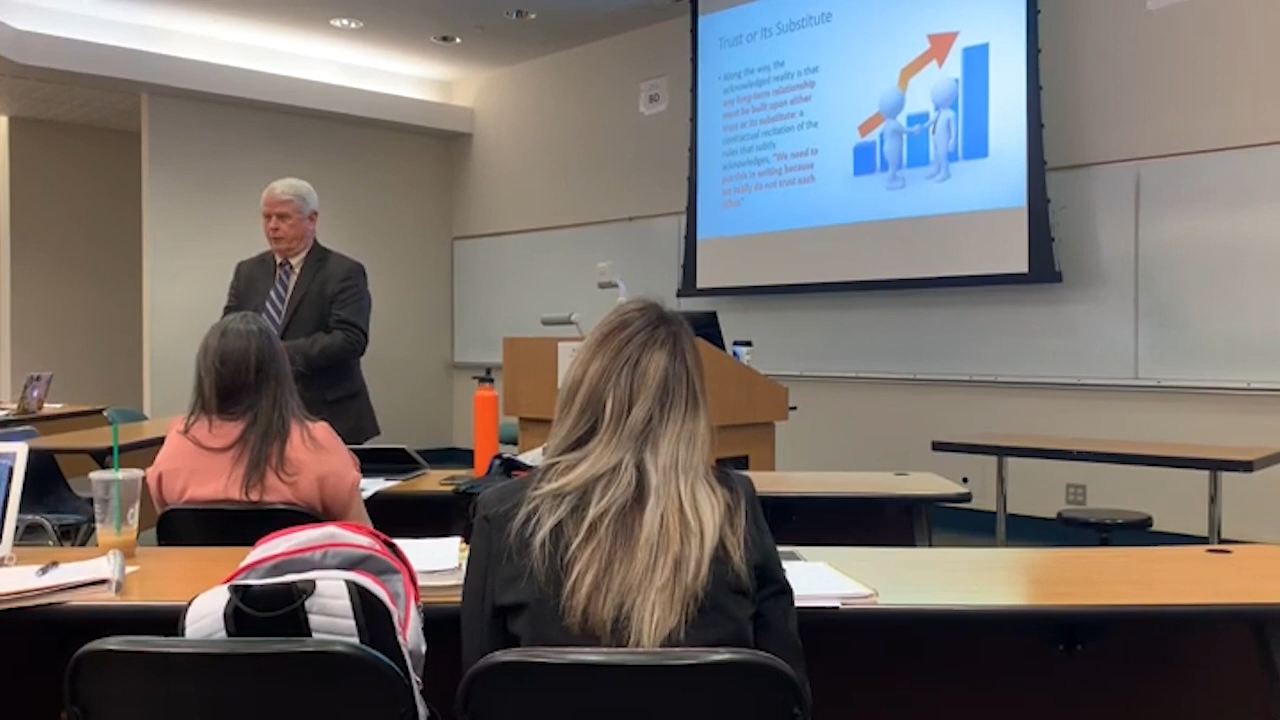 Trust or Its Substitute
• Along the way, the
acknowledged reality is that
any long-term relationship
must be built upon either
trust or its substitute: a
contractual recitation of the
rules that subtly
acknowledges, "We need to
put this in writing because
we really do not trust each
other"
BD